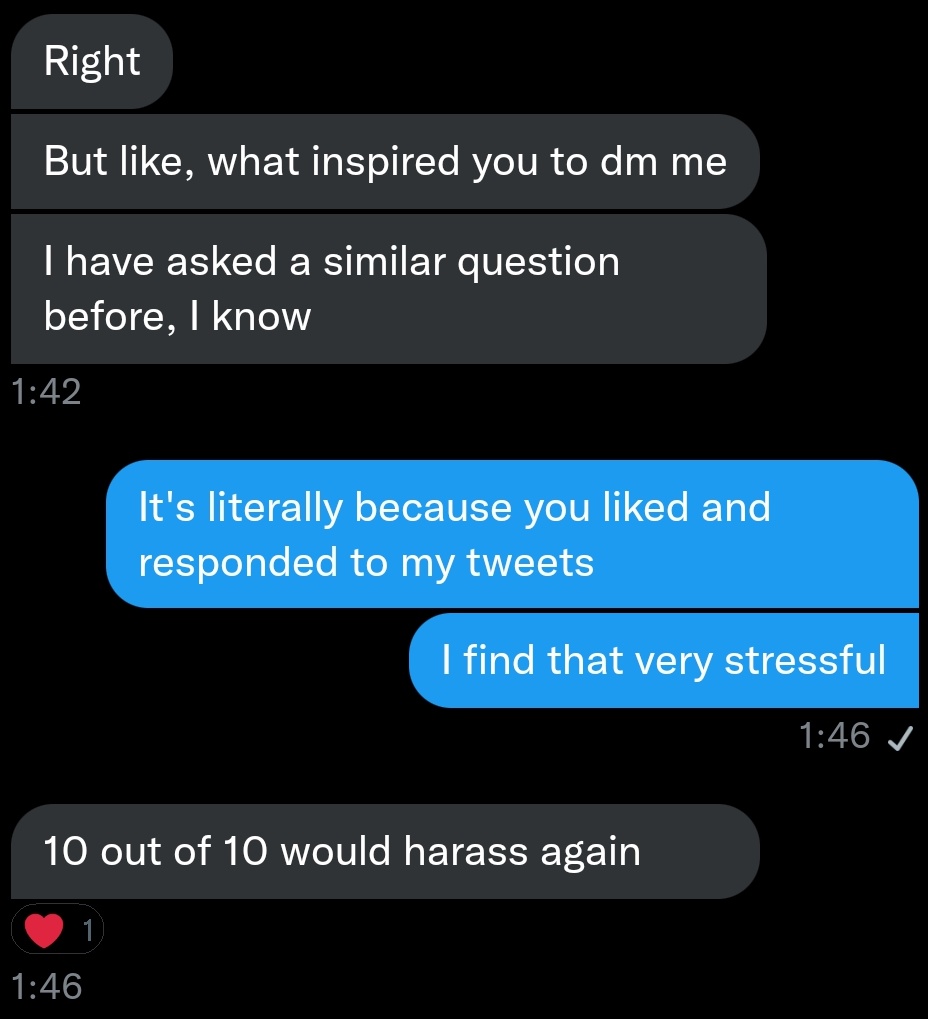 Right
But like, what inspired you to dm me
I have asked a similar question
before, I know
1:42
It's literally because you liked and
responded to my tweets
I find that very stressful
1:46
10 out of 10 would harass again
1
1:46